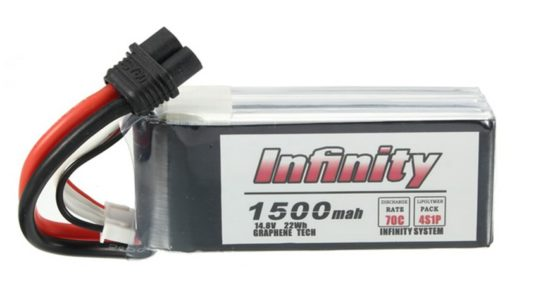 Infinity
1500mah
14.8V 22Wh
GRAPHENE TECH
DISCHARGE
RATE
70C
LIPOLYMER
PACK
4S1P
INFINITY SYSTEM